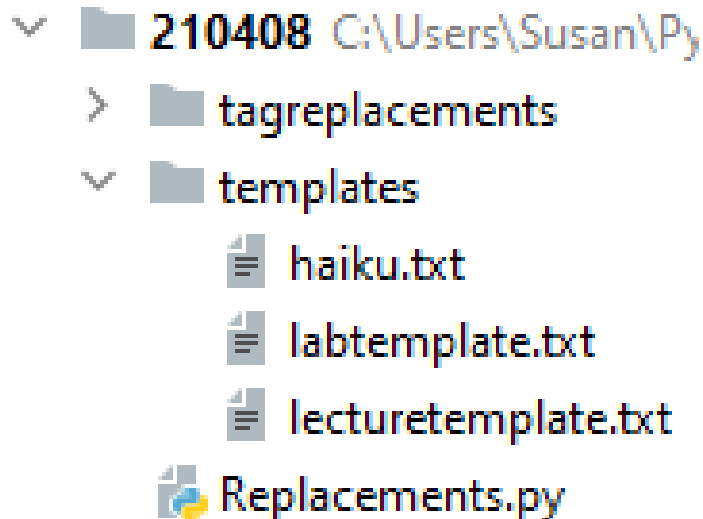 210408 C:\Users\Susan\Py
tagreplacements
templates
haiku.txt
labtemplate.txt
lecturetemplate.txt
Replacements.py